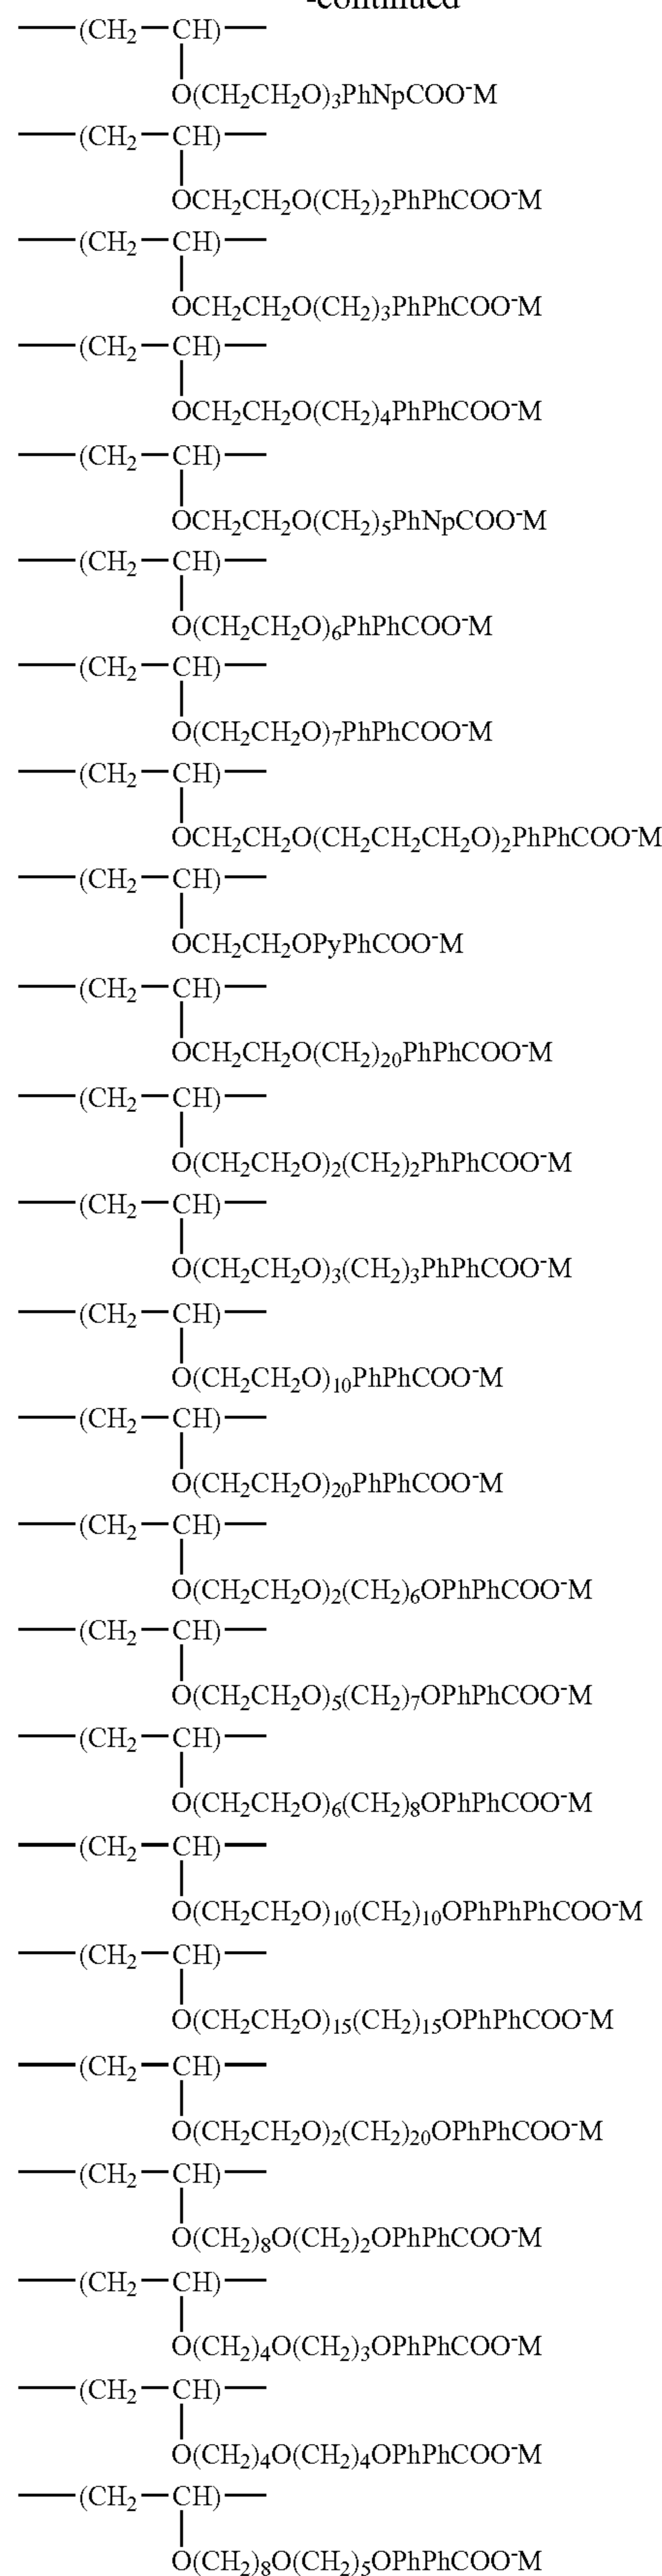 -continued
—(CH₂—CH)—
O(CH₂CH₂O)₃PhNpCOO⁻M
—(CH₂—CH)—
OCH₂CH₂O(CH₂)₂PhPhCOO⁻M
—(CH₂—CH)—
OCH₂CH₂O(CH₂)₃PhPhCOO⁻M
—(CH₂—CH)—
OCH₂CH₂O(CH₂)₄PhPhCOO⁻M
—(CH₂—CH)—
OCH₂CH₂O(CH₂)₅PhNpCOO⁻M
—(CH₂—CH)—
O(CH₂CH₂O)₆PhPhCOO⁻M
—(CH₂—CH)—
O(CH₂CH₂O)₇PhPhCOO⁻M
—(CH₂—CH)—
OCH₂CH₂O(CH₂CH₂CH₂O)₂PhPhCOO⁻M
—(CH₂—CH)—
OCH₂CH₂OPyPhCOO⁻M
—(CH₂—CH)—
OCH₂CH₂O(CH₂)₂₀PhPhCOO⁻M
—(CH₂—CH)—
O(CH₂CH₂O)₂(CH₂)₂PhPhCOO⁻M
—(CH₂—CH)—
O(CH₂CH₂O)₃(CH₂)₃PhPhCOO⁻M
—(CH₂—CH)—
O(CH₂CH₂O)₁₀PhPhCOO⁻M
—(CH₂—CH)—
O(CH₂CH₂O)₂₀PhPhCOO⁻M
—(CH₂—CH)—
O(CH₂CH₂O)₂(CH₂)₆OPhPhCOO⁻M
—(CH₂—CH)—
O(CH₂CH₂O)₅(CH₂)₇OPhPhCOO⁻M
—(CH₂—CH)—
O(CH₂CH₂O)₆(CH₂)₈OPhPhCOO⁻M
—(CH₂—CH)—
O(CH₂CH₂O)₁₀(CH₂)₁₀OPhPhPhCOO⁻M
—(CH₂—CH)—
O(CH₂CH₂O)₁₅(CH₂)₁₅OPhPhCOO⁻M
—(CH₂—CH)—
O(CH₂CH₂O)₂(CH₂)₂₀OPhPhCOO⁻M
—(CH₂—CH)—
O(CH₂)₈O(CH₂)₂OPhPhCOO⁻M
—(CH₂—CH)—
O(CH₂)₄O(CH₂)₃OPhPhCOO⁻M
—(CH₂—CH)—
O(CH₂)₄O(CH₂)₄OPhPhCOO⁻M
—(CH₂—CH)—
O(CH₂)₈O(CH₂)₅OPhPhCOO⁻M